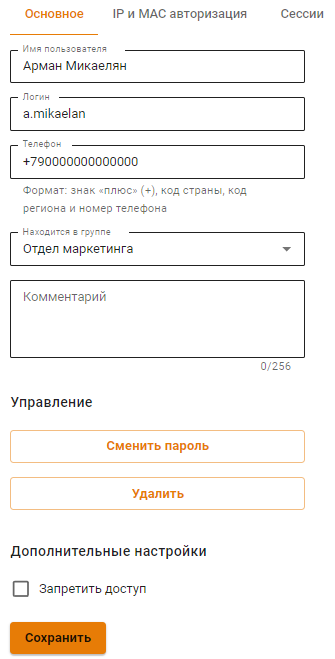 Основное IP и MAC авторизация Сессии
Имя пользователя
Арман Микаелян
Логин
a.mikaelan
Телефон
+790000000000000
Формат: знак «плюс» (+), код страны, код
региона и номер телефона
Находится в группе
Отдел маркетинга
Комментарий
0/256
Управление
Сменить пароль
Удалить
Дополнительные настройки
Запретить доступ
Сохранить